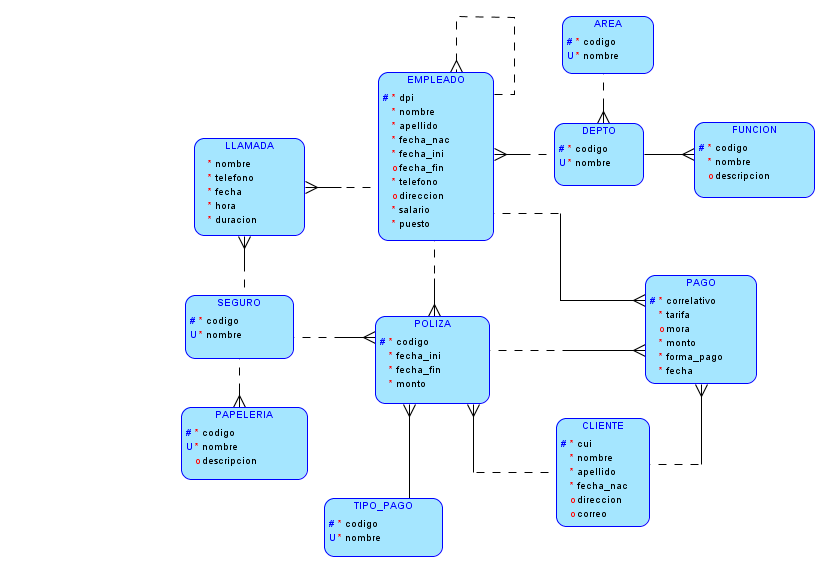 AREA
# * codigo
U * nombre
EMPLEADO
# * dpi
* nombre
* apellido
* fecha_nac
* fecha_ini
o fecha_fin
* telefono
o direccion
* salario
* puesto
DEPTO
# * codigo
U * nombre
FUNCION
# * codigo
* nombre
o descripcion
LLAMADA
* nombre
* telefono
* fecha
* hora
* duracion
SEGURO
# * codigo
U * nombre
POLIZA
# * codigo
* fecha_ini
* fecha_fin
* monto
PAGO
# * correlativo
* tarifa
o mora
* monto
* forma_pago
* fecha
PAPELERIA
# * codigo
U * nombre
o descripcion
CLIENTE
# * cui
* nombre
* apellido
* fecha_nac
o direccion
o correo
TIPO_PAGO
# * codigo
U * nombre